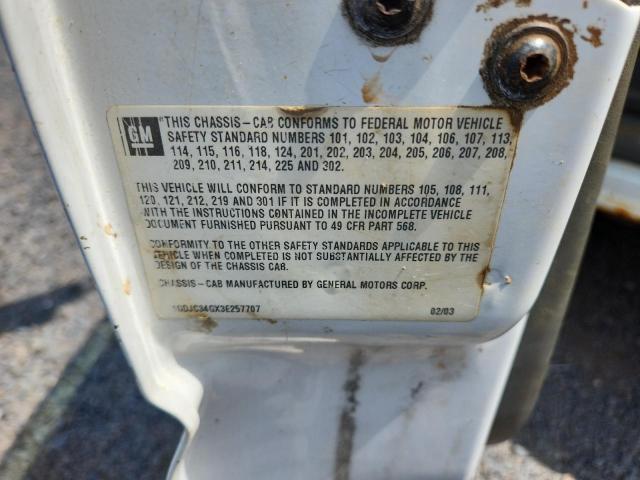 GM "THIS CHASSIS-CAB CONFORMS TO FEDERAL MOTOR VEHICLE
SAFETY STANDARD NUMBERS 101, 102, 103, 104, 106, 107, 113,
114, 115, 116, 118, 124, 201, 202, 203, 204, 205, 206, 207, 208,
209, 210, 211, 214, 225 AND 302.
THIS VEHICLE WILL CONFORM TO STANDARD NUMBERS 105, 108, 111,
120, 121, 212, 219 AND 301 IF IT IS COMPLETED IN ACCORDANCE
WITH THE INSTRUCTIONS CONTAINED IN THE INCOMPLETE VEHICLE
DOCUMENT FURNISHED PURSUANT TO 49 CFR PART 568.
CONFORMITY TO THE OTHER SAFETY STANDARDS APPLICABLE TO THIS
VEHICLE WHEN COMPLETED IS NOT SUBSTANTIALLY AFFECTED BY THE
DESIGN OF THE CHASSIS CAB.
CHASSIS-CAB MANUFACTURED BY GENERAL MOTORS CORP.
1GDJC34GX3E257707 02/03